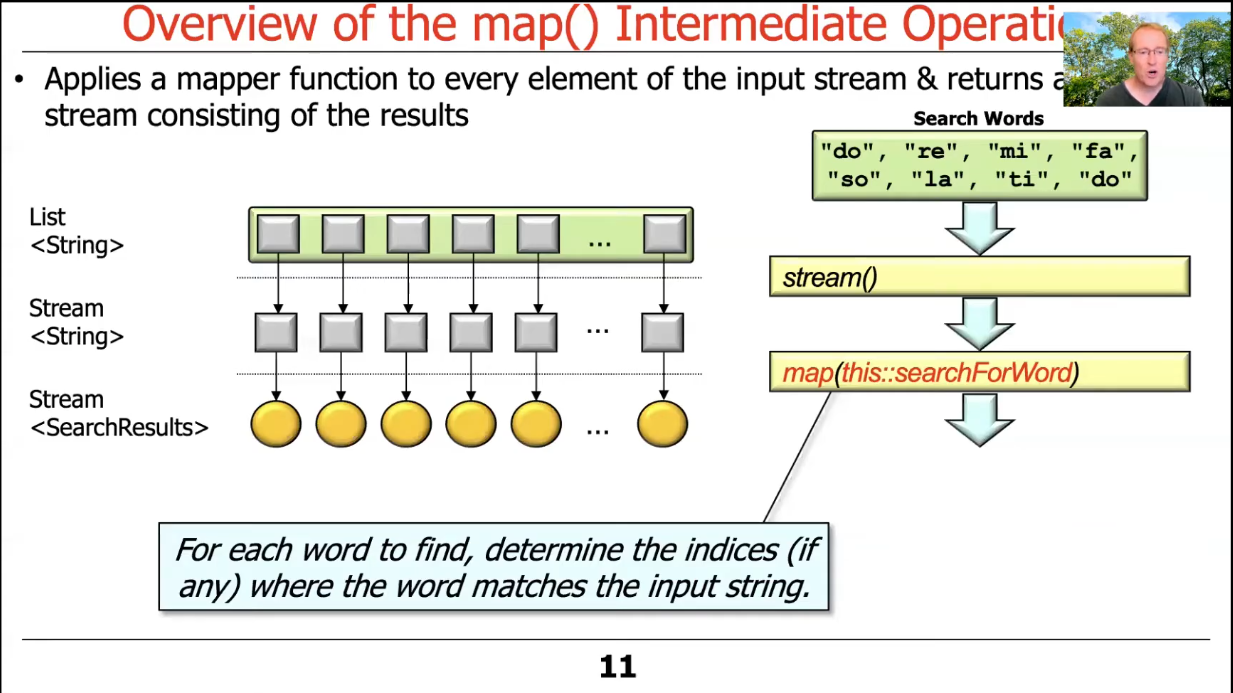 Overview of the map() Intermediate Operatio
• Applies a mapper function to every element of the input stream & returns a
stream consisting of the results
Search Words
"do", "re", "mi", "fa",
"so", "la", "ti", "do"
List
<String>
...
stream()
Stream
<String>
...
map(this::searchForWord)
Stream
<SearchResults>
...
For each word to find, determine the indices (if
any) where the word matches the input string.
11